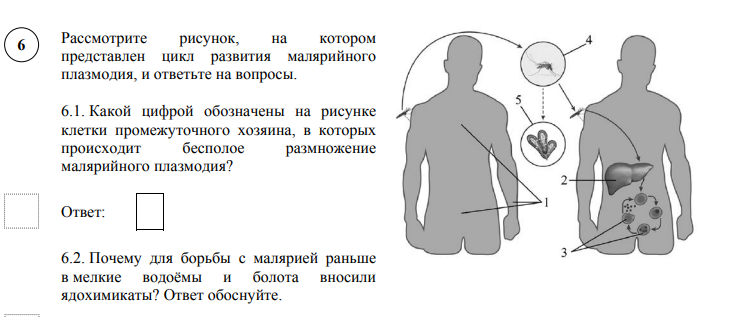 6
Рассмотрите рисунок, на котором
представлен цикл развития малярийного
плазмодия, и ответьте на вопросы.
6.1. Какой цифрой обозначены на рисунке
клетки промежуточного хозяина, в которых
происходит бесполое размножение
малярийного плазмодия?
Ответ:
6.2. Почему для борьбы с малярией раньше
в мелкие водоёмы и болота вносили
ядохимикаты? Ответ обоснуйте.
4
5
2
1
3